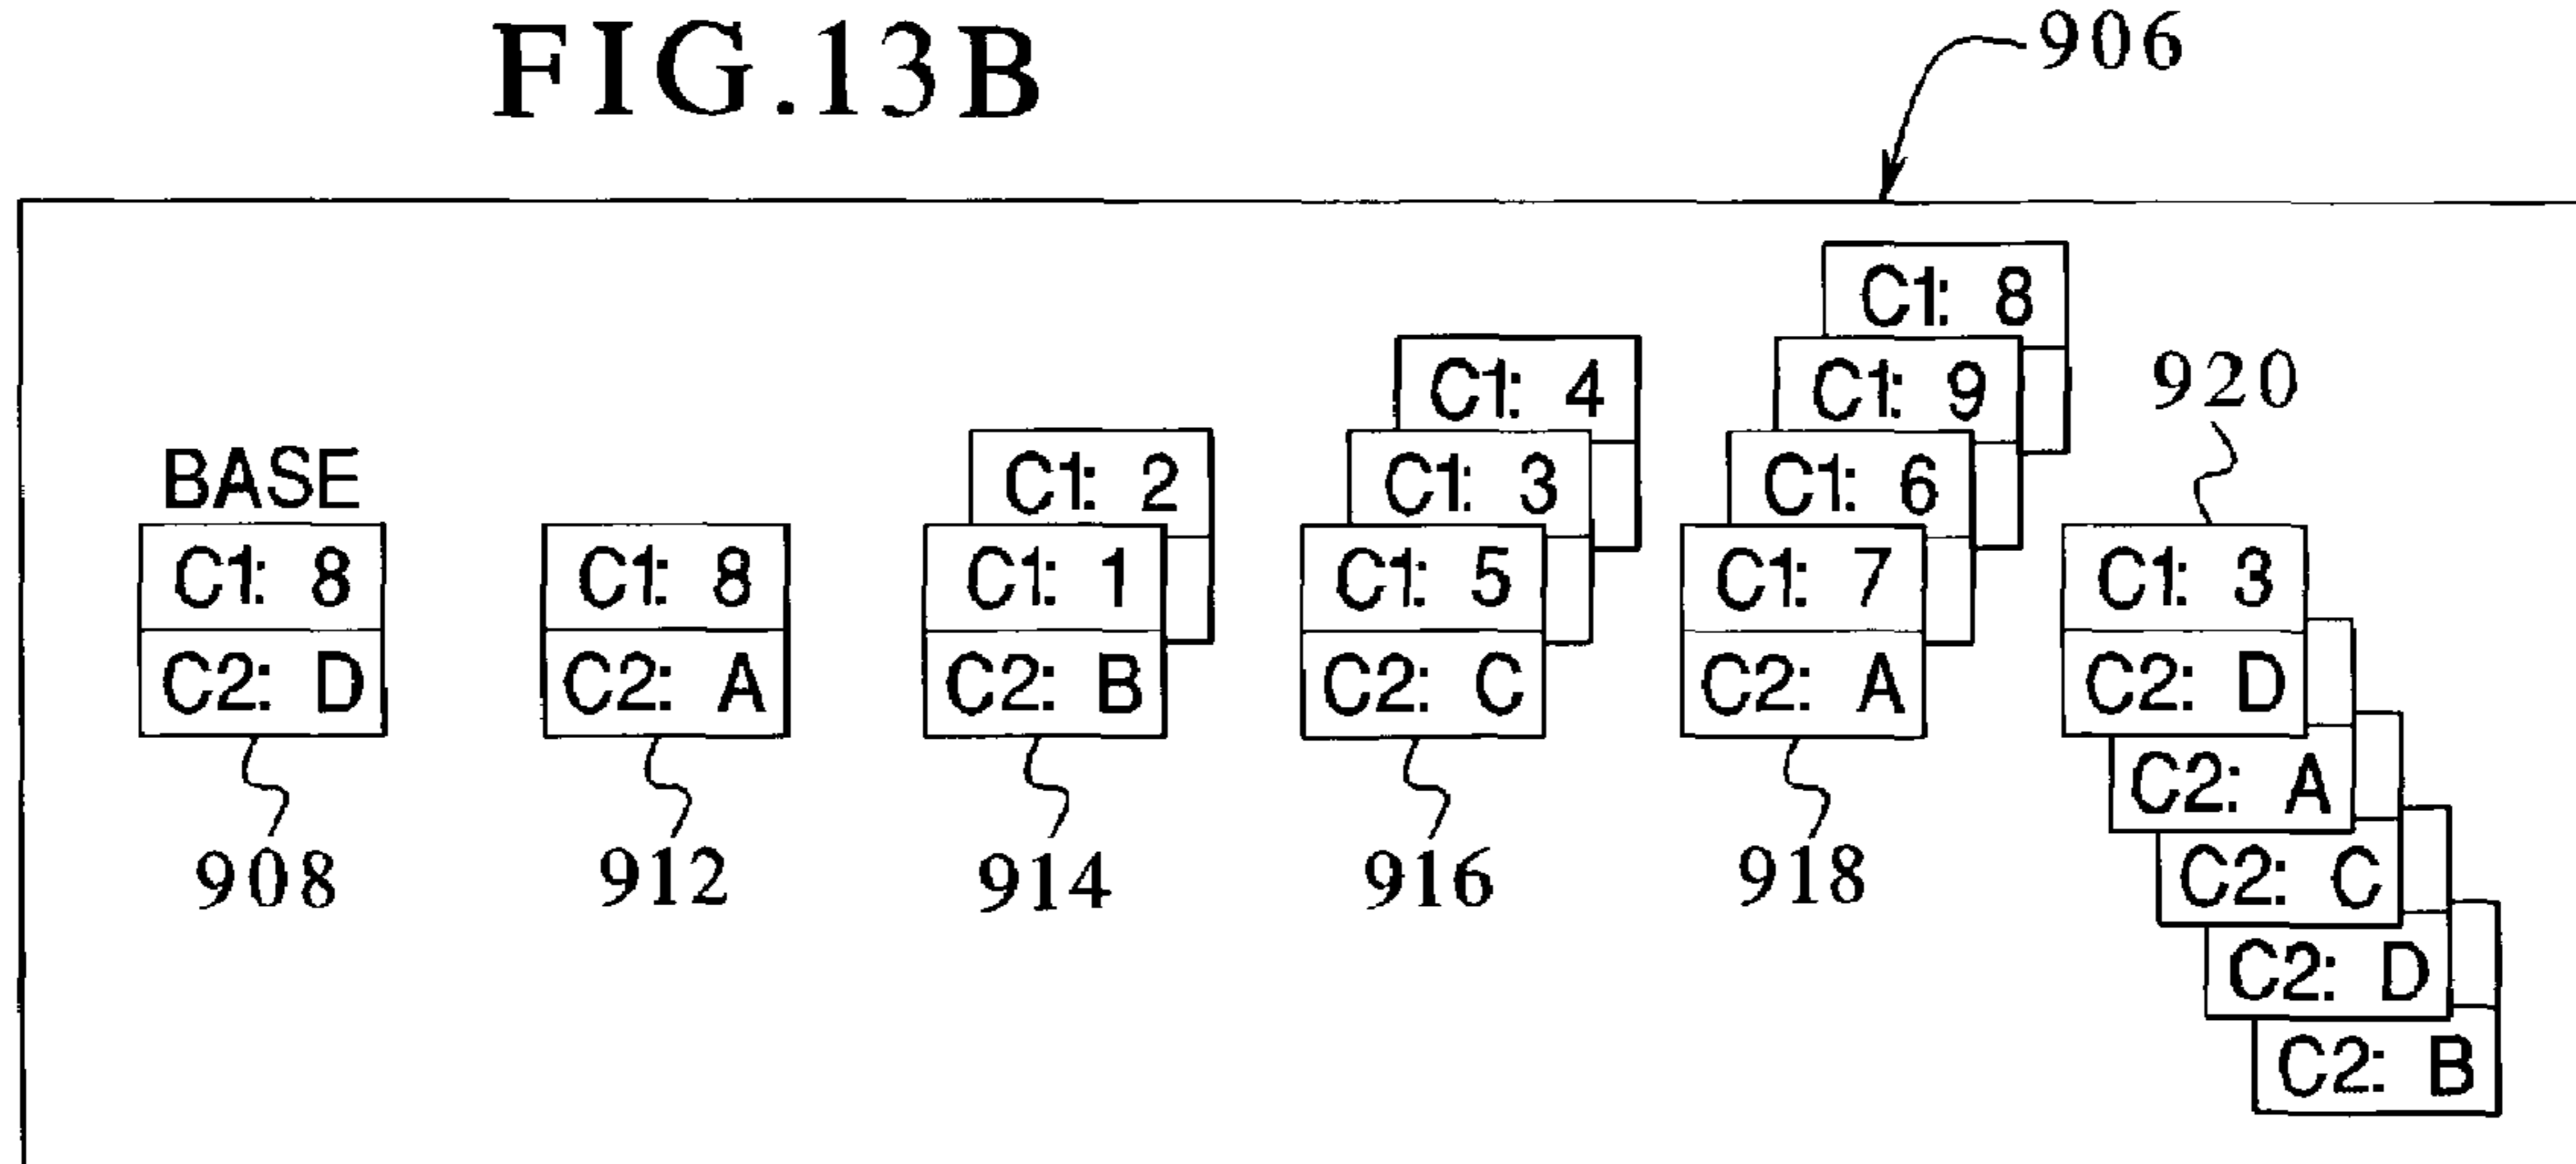 FIG.13B
906
BASE
C1: 8
C2: D
908
C1: 8
C2: A
912
C1: 2
C1: 1
C2: B
914
C1: 4
C1: 3
C1: 5
C2: C
916
C1: 8
C1: 9
C1: 6
C1: 7
C2: A
918
920
C1: 3
C2: D
C2: A
C2: C
C2: D
C2: B